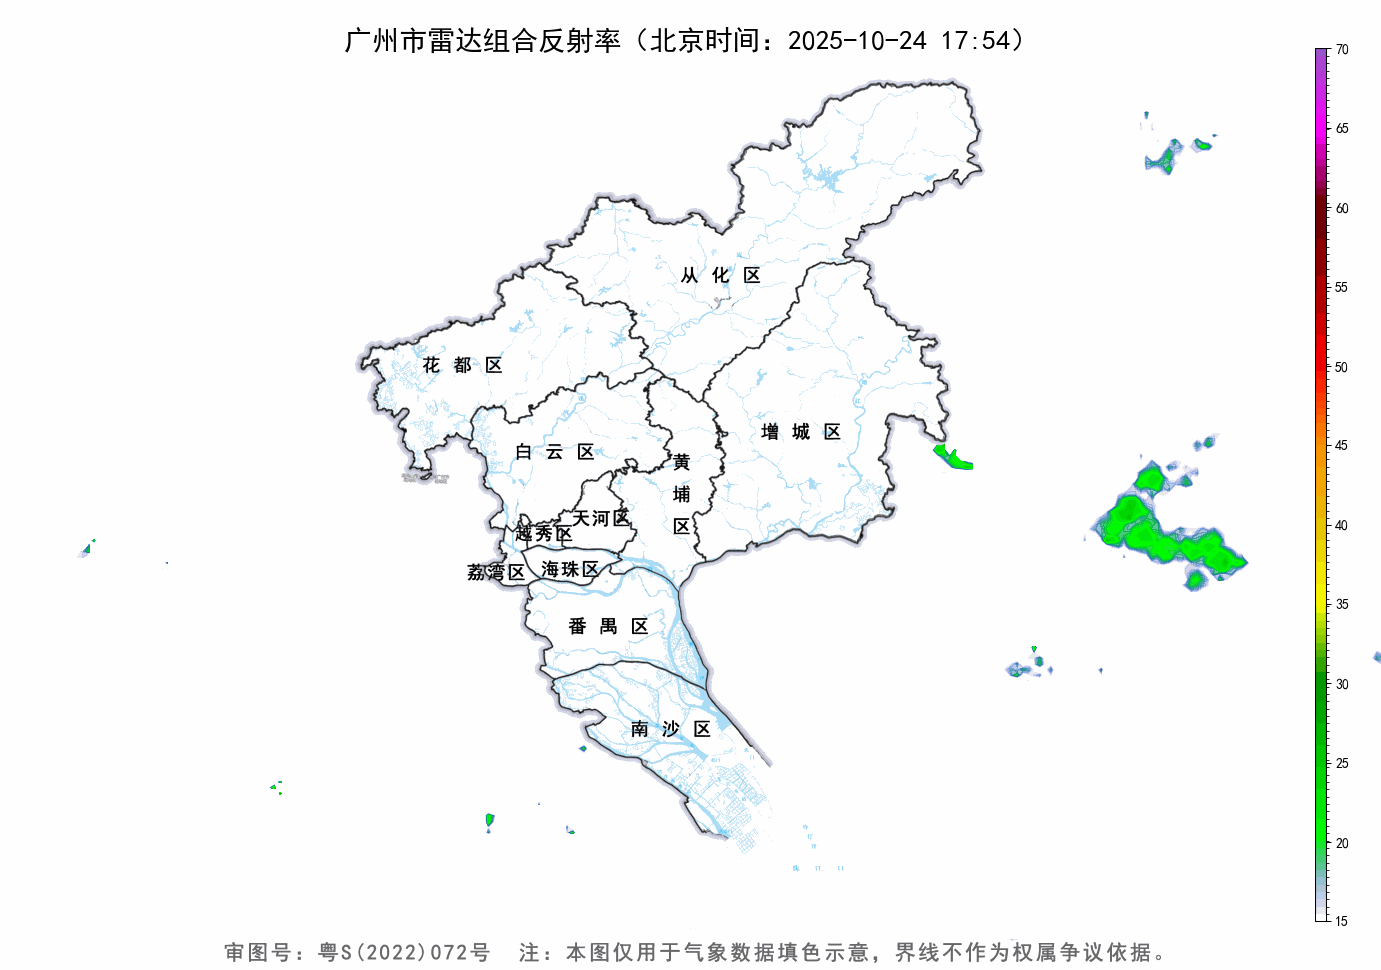 广州市雷达组合反射率（北京时间：2025-10-24 17:54）
70
65
60
55
50
45
40
35
30
25
20
15
从化区
花都区
增城区
白云区
黄埔区
天河区
越秀区
荔湾区
海珠区
番禺区
南沙区
审图号：粤S(2022)072号 注：本图仅用于气象数据填色示意，界线不作为权属争议依据。